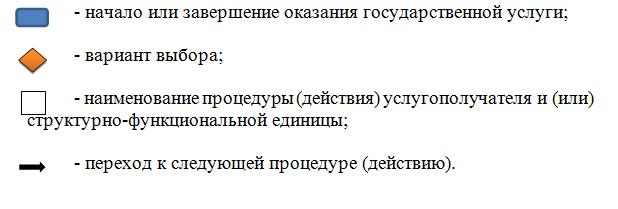 - начало или завершение оказания государственной услуги;
- вариант выбора;
- наименование процедуры (действия) услугополучателя и (или)
структурно-функциональной единицы;
- переход к следующей процедуре (действию).